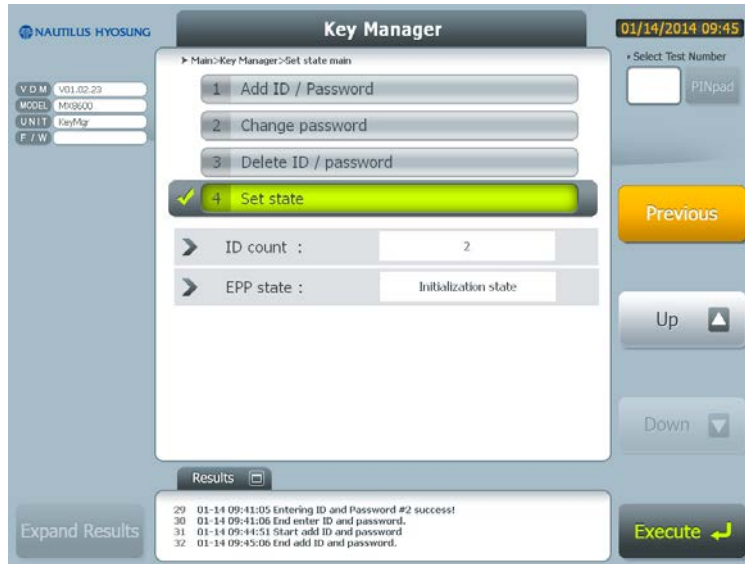 NAUTILUS HYOSUNG
Key Manager
01/14/2014 09:45
➤ Main>Key Manager>Set state main
• Select Test Number
PINpad
VDM V01.02.23
MODEL MX8600
UNIT KeyMgr
F/W
1 Add ID / Password
2 Change password
3 Delete ID / password
4 Set state
Previous
ID count : 2
EPP state : Initialization state
Up
Down
Results
29 01-14 09:41:05 Entering ID and Password #2 success!
30 01-14 09:41:06 End enter ID and password.
31 01-14 09:44:51 Start add ID and password
32 01-14 09:45:06 End add ID and password.
Expand Results
Execute